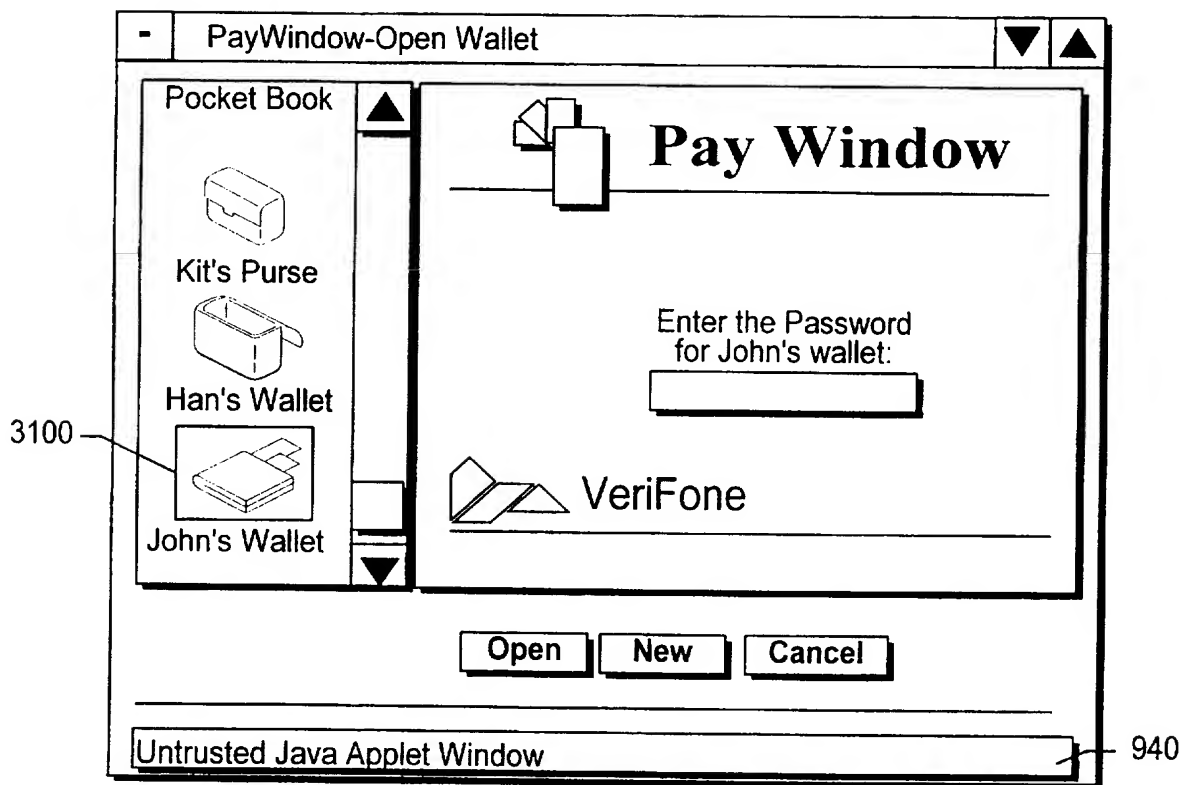 - PayWindow-Open Wallet
Pocket Book
Kit's Purse
Han's Wallet
3100
John's Wallet
Pay Window
Enter the Password
for John's wallet:
VeriFone
Open New Cancel
Untrusted Java Applet Window
940